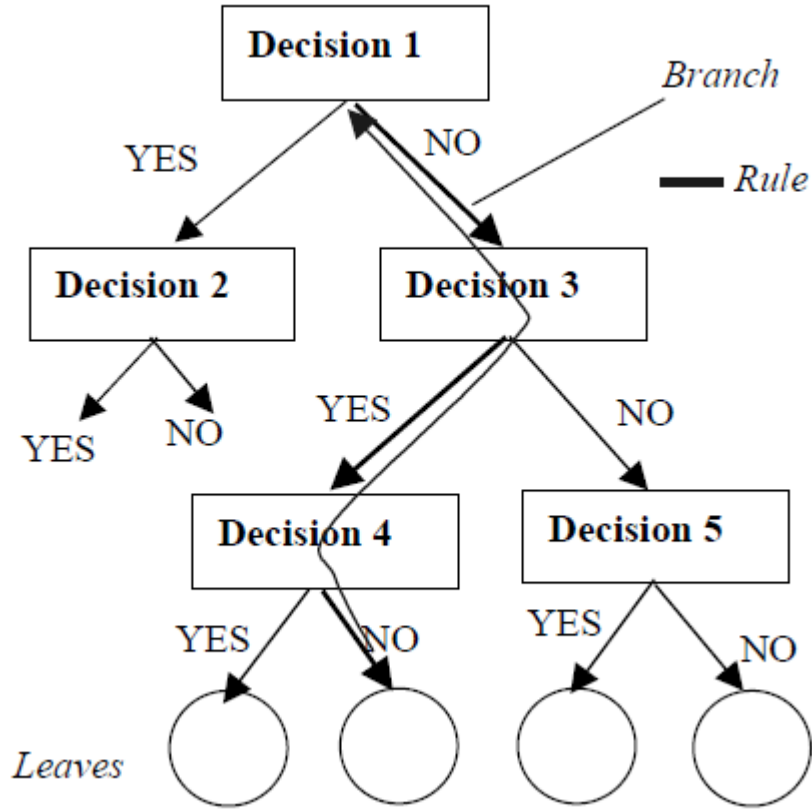 Decision 1
Branch
YES
NO
Rule
Decision 2
Decision 3
YES
NO
YES
NO
Decision 4
Decision 5
YES
NO
YES
NO
Leaves